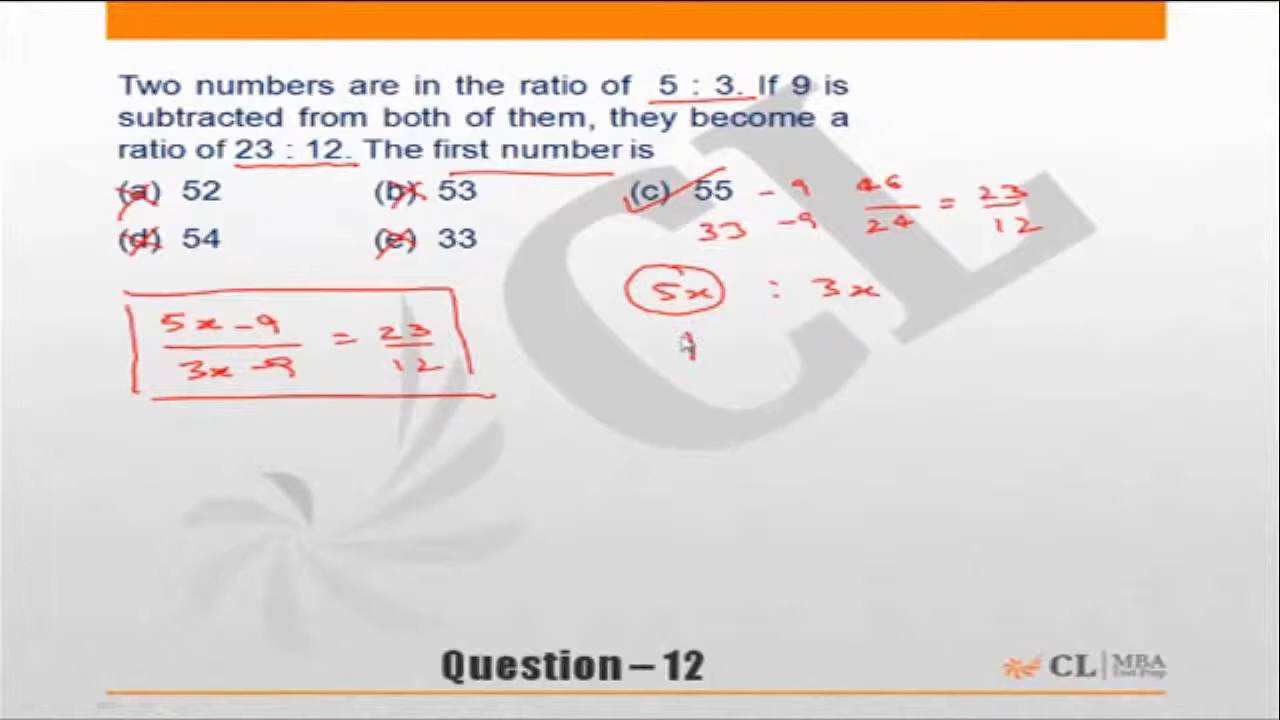 Two numbers are in the ratio of 5 : 3. If 9 is
subtracted from both of them, they become a
ratio of 23 : 12. The first number is
(a) 52 (b) 53 (c) 55 - 9 46/24 = 23/12
33 - 9
(d) 54 (e) 33
5x : 3x
5x - 9 / 3x - 9 = 23/12
CL
Question – 12
CL | MBA
Test Prep